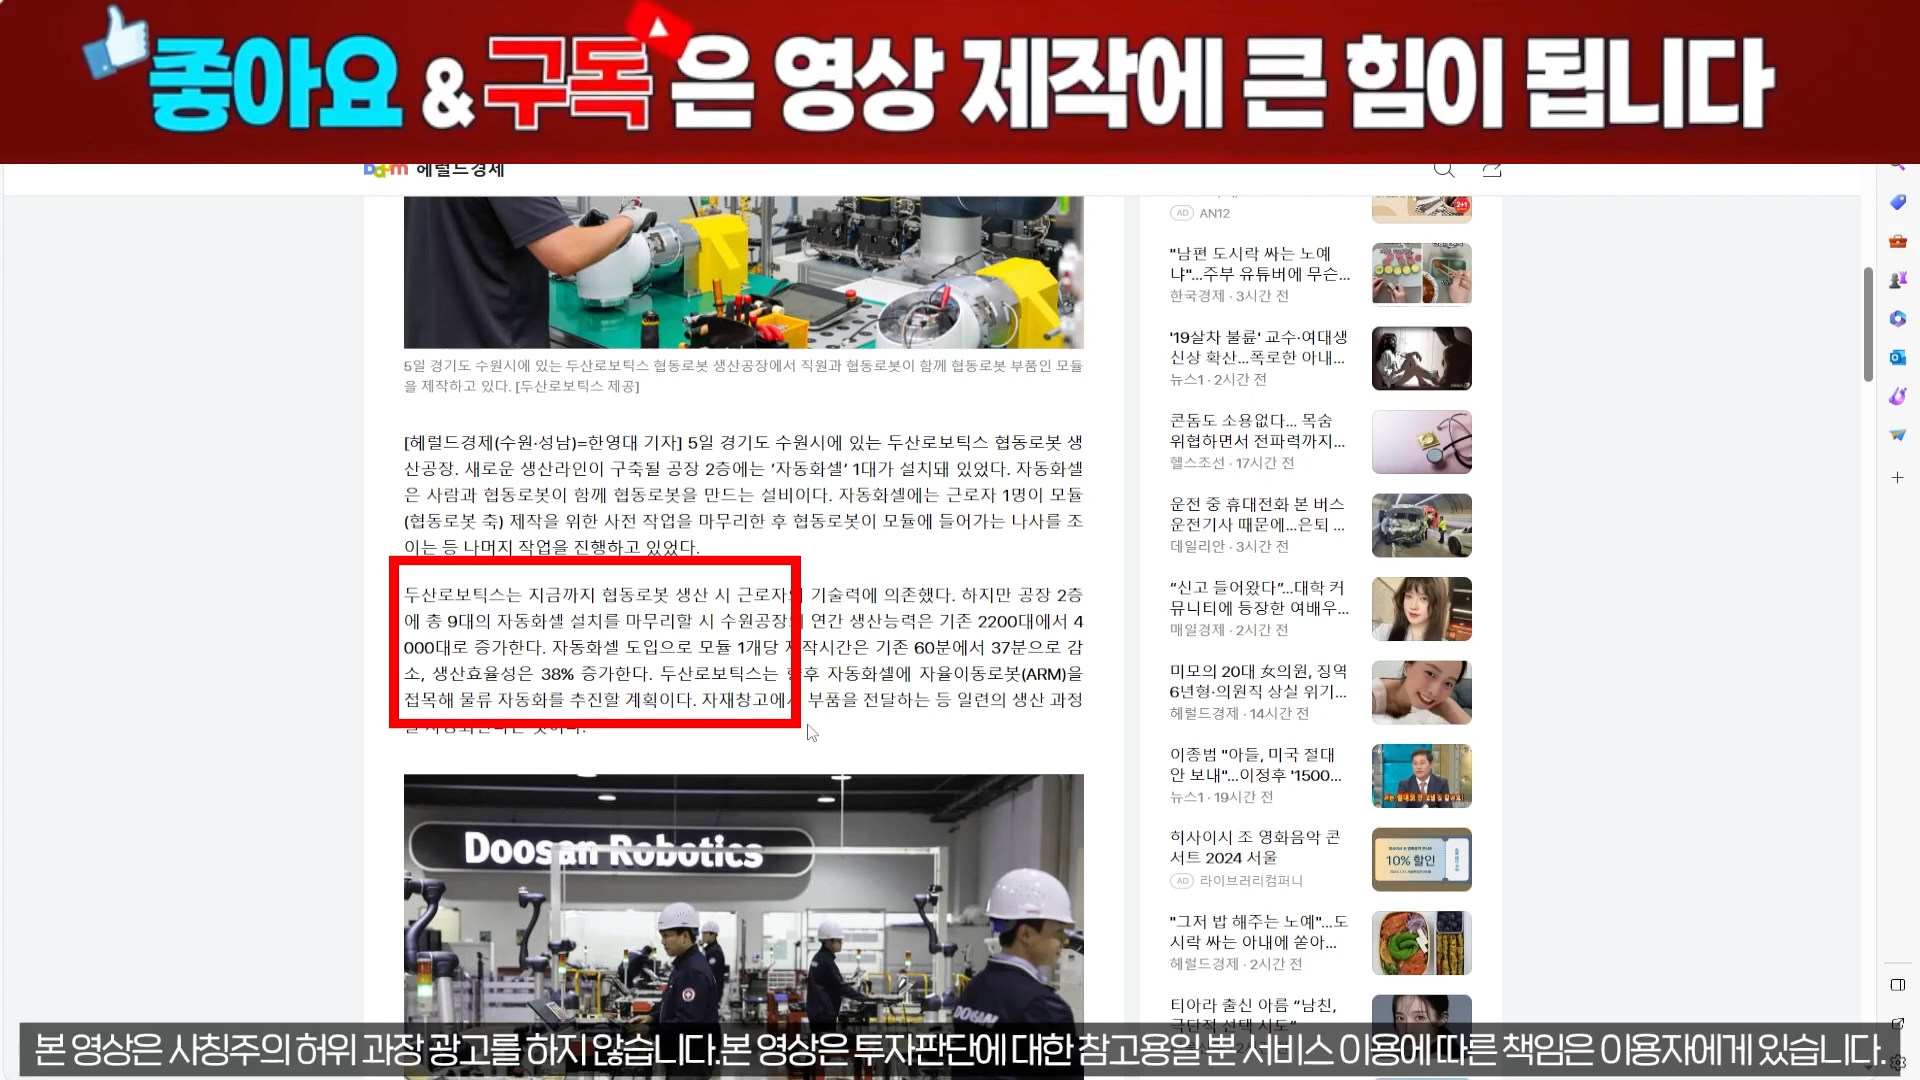 좋아요 & 구독은 영상 제작에 큰 힘이 됩니다
Daum 헤럴드경제
5일 경기도 수원시에 있는 두산로보틱스 협동로봇 생산공장에서 직원과 협동로봇이 함께 협동로봇 부품인 모듈
을 제작하고 있다. [두산로보틱스 제공]
[헤럴드경제(수원·성남)=한영대 기자] 5일 경기도 수원시에 있는 두산로보틱스 협동로봇 생
산공장. 새로운 생산라인이 구축될 공장 2층에는 ‘자동화셀’ 1대가 설치돼 있었다. 자동화셀
은 사람과 협동로봇이 함께 협동로봇을 만드는 설비이다. 자동화셀에는 근로자 1명이 모듈
(협동로봇 축) 제작을 위한 사전 작업을 마무리한 후 협동로봇이 모듈에 들어가는 나사를 조
이는 등 나머지 작업을 진행하고 있었다.
두산로보틱스는 지금까지 협동로봇 생산 시 근로자의 기술력에 의존했다. 하지만 공장 2층
에 총 9대의 자동화셀 설치를 마무리할 시 수원공장의 연간 생산능력은 기존 2200대에서 4
000대로 증가한다. 자동화셀 도입으로 모듈 1개당 제작시간은 기존 60분에서 37분으로 감
소, 생산효율성은 38% 증가한다. 두산로보틱스는 향후 자동화셀에 자율이동로봇(ARM)을
접목해 물류 자동화를 추진할 계획이다. 자재창고에서 부품을 전달하는 등 일련의 생산 과정
Doosan Robotics
DOOSAN
AD AN12
2+1
"남편 도시락 싸는 노예
냐"...주부 유튜버에 무슨...
한국경제 · 3시간 전
'19살차 불륜' 교수·여대생
신상 확산...폭로한 아내...
뉴스1 · 2시간 전
콘돔도 소용없다... 목숨
위협하면서 전파력까지...
헬스조선 · 17시간 전
운전 중 휴대전화 본 버스
운전기사 때문에...은퇴 ...
데일리안 · 3시간 전
“신고 들어왔다”...대학 커
뮤니티에 등장한 여배우...
매일경제 · 2시간 전
미모의 20대 女의원, 징역
6년형·의원직 상실 위기...
헤럴드경제 · 14시간 전
이종범 "아들, 미국 절대
안 보내"...이정후 '1500...
뉴스1 · 19시간 전
히사이시 조 영화음악 콘
서트 2024 서울
AD 라이브러리컴퍼니
10% 할인
"그저 밥 해주는 노예"...도
시락 싸는 아내에 쏟아...
헤럴드경제 · 2시간 전
티아라 출신 아름 “남친,
극단적 선택 시도”
본 영상은 사칭주의 허위 과장 광고를 하지 않습니다.본 영상은 투자판단에 대한 참고용일 뿐 서비스 이용에 따른 책임은 이용자에게 있습니다.